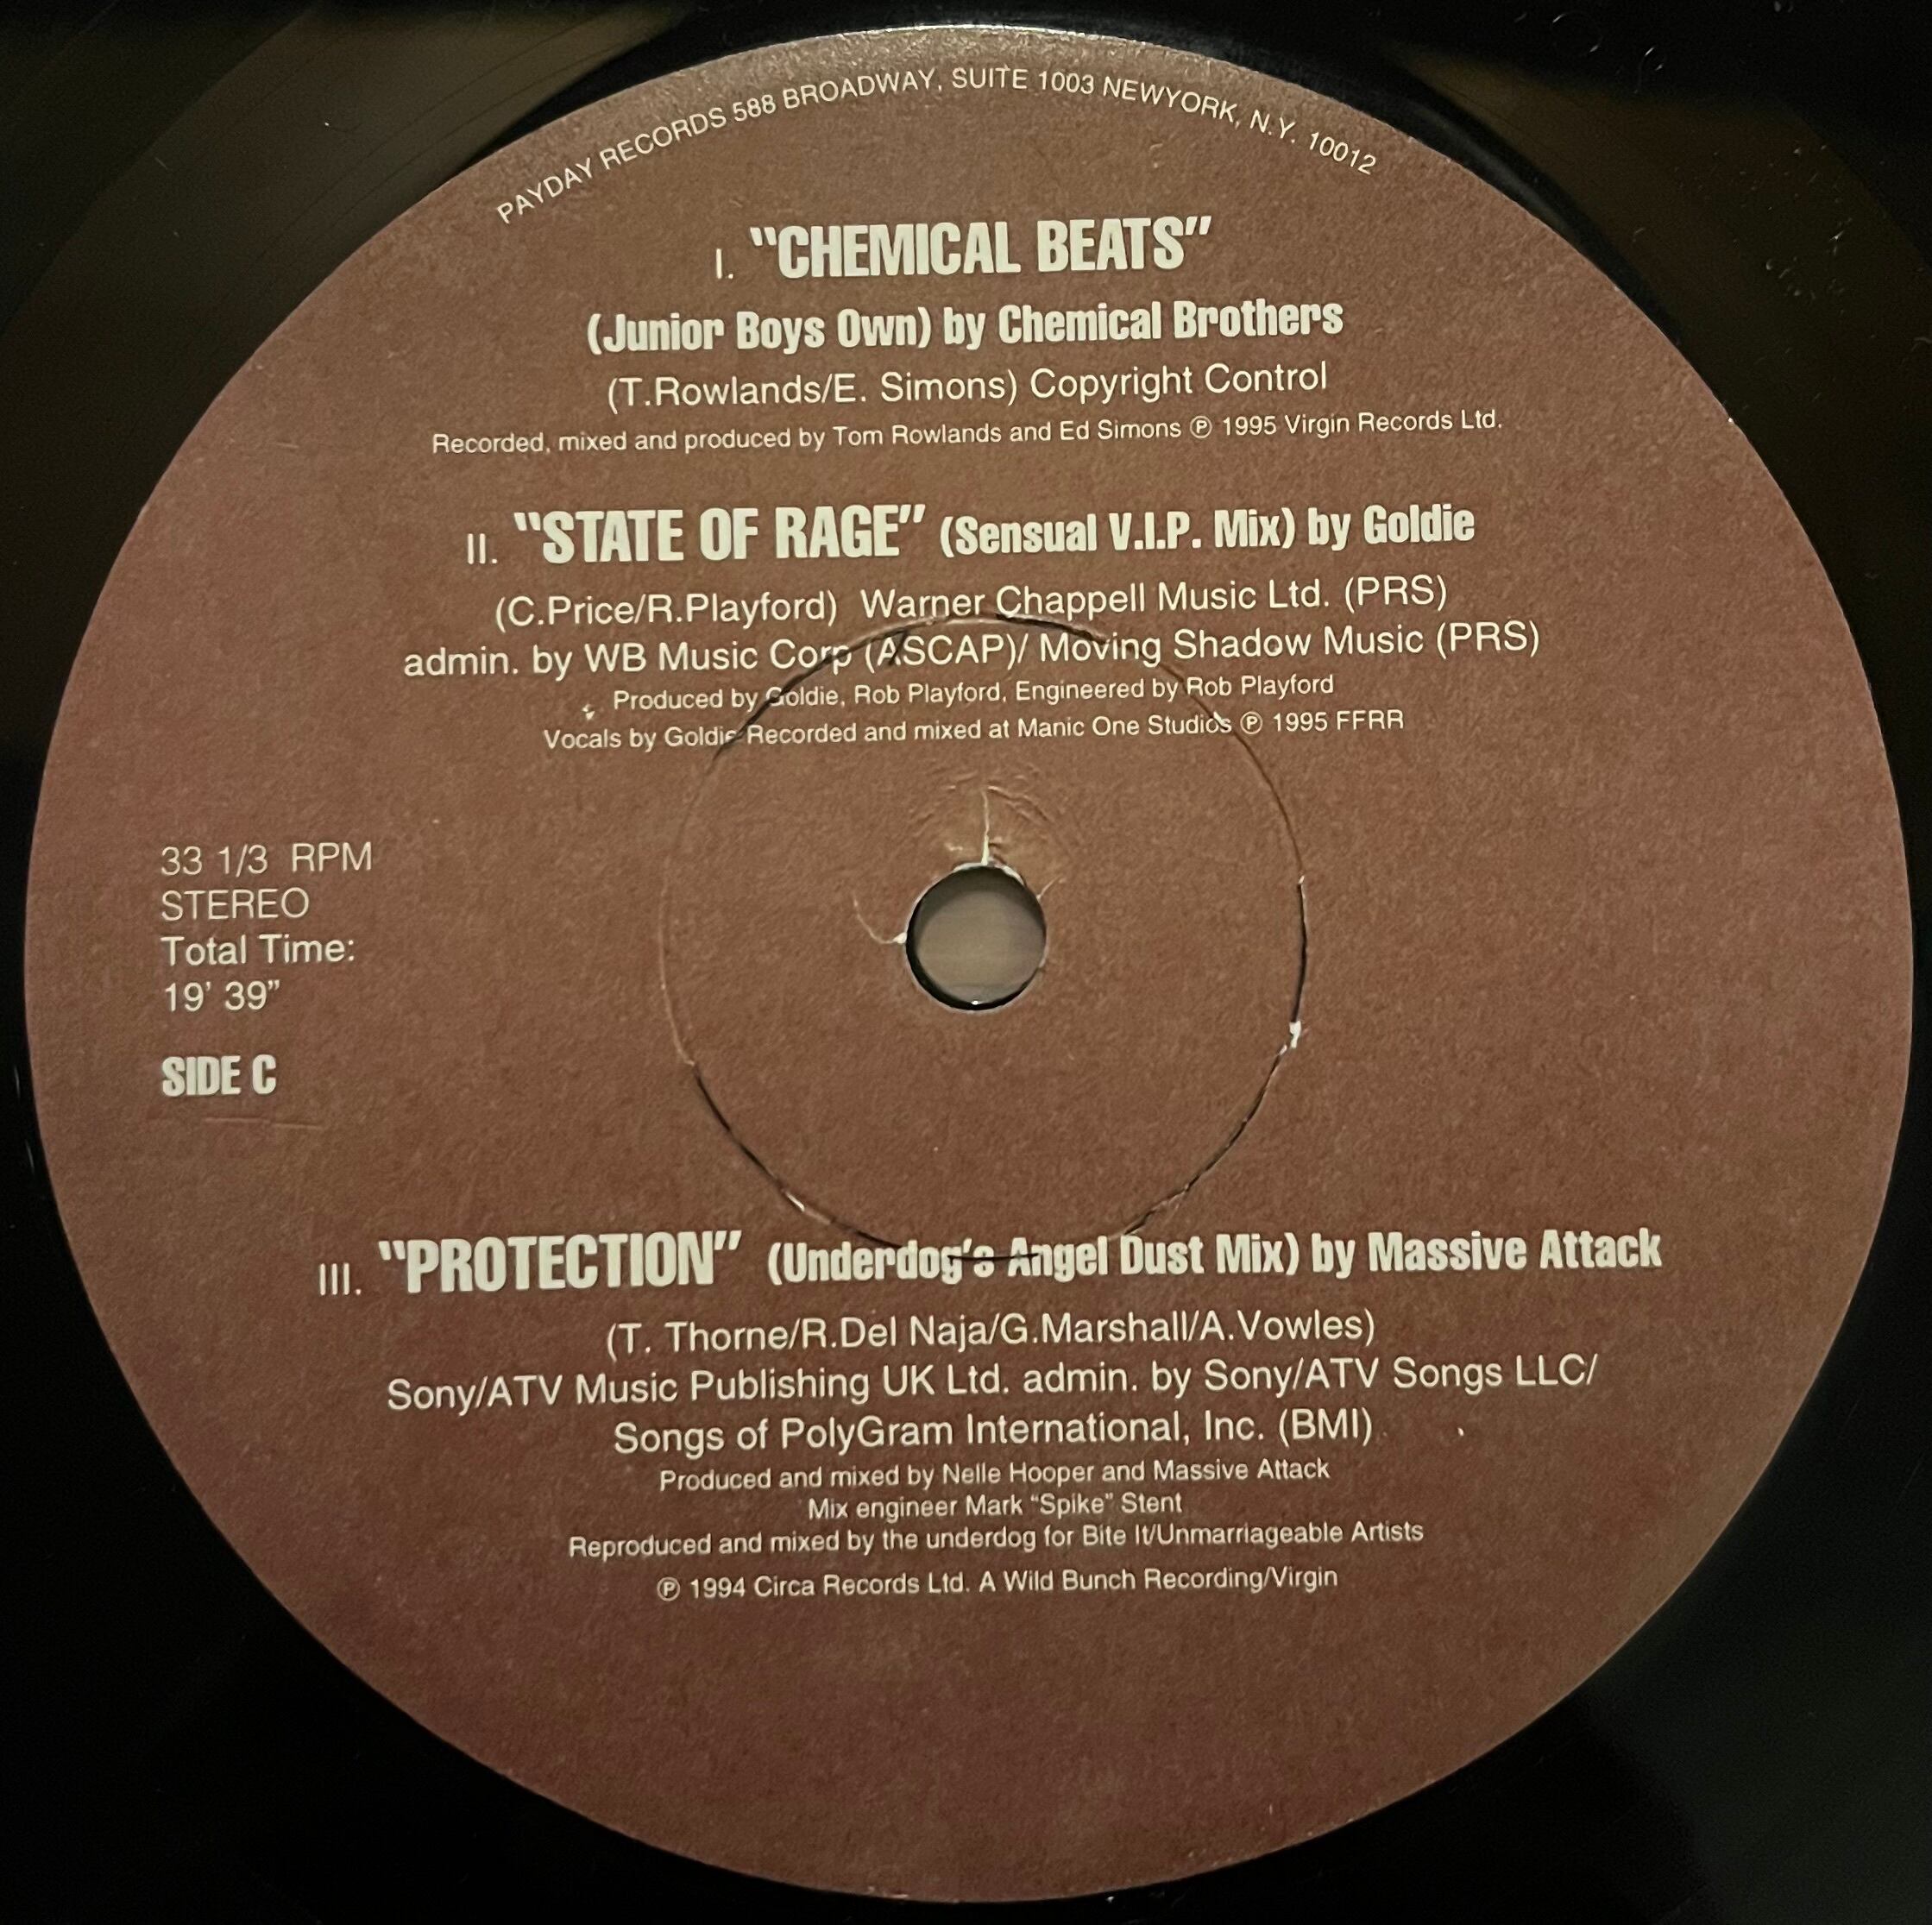 PAYDAY RECORDS 588 BROADWAY, SUITE 1003 NEWYORK, N.Y. 10012
I. "CHEMICAL BEATS"
(Junior Boys Own) by Chemical Brothers
(T.Rowlands/E. Simons) Copyright Control
Recorded, mixed and produced by Tom Rowlands and Ed Simons ℗ 1995 Virgin Records Ltd.
II. "STATE OF RAGE" (Sensual V.I.P. Mix) by Goldie
(C.Price/R.Playford) Warner Chappell Music Ltd. (PRS)
admin. by WB Music Corp (ASCAP)/ Moving Shadow Music (PRS)
Produced by Goldie, Rob Playford, Engineered by Rob Playford
Vocals by Goldie Recorded and mixed at Manic One Studios ℗ 1995 FFRR
33 1/3 RPM
STEREO
Total Time:
19' 39"
SIDE C
III. "PROTECTION" (Underdog's Angel Dust Mix) by Massive Attack
(T. Thorne/R.Del Naja/G.Marshall/A.Vowles)
Sony/ATV Music Publishing UK Ltd. admin. by Sony/ATV Songs LLC/
Songs of PolyGram International, Inc. (BMI)
Produced and mixed by Nelle Hooper and Massive Attack
Mix engineer Mark "Spike" Stent
Reproduced and mixed by the underdog for Bite It/Unmarriageable Artists
℗ 1994 Circa Records Ltd. A Wild Bunch Recording/Virgin